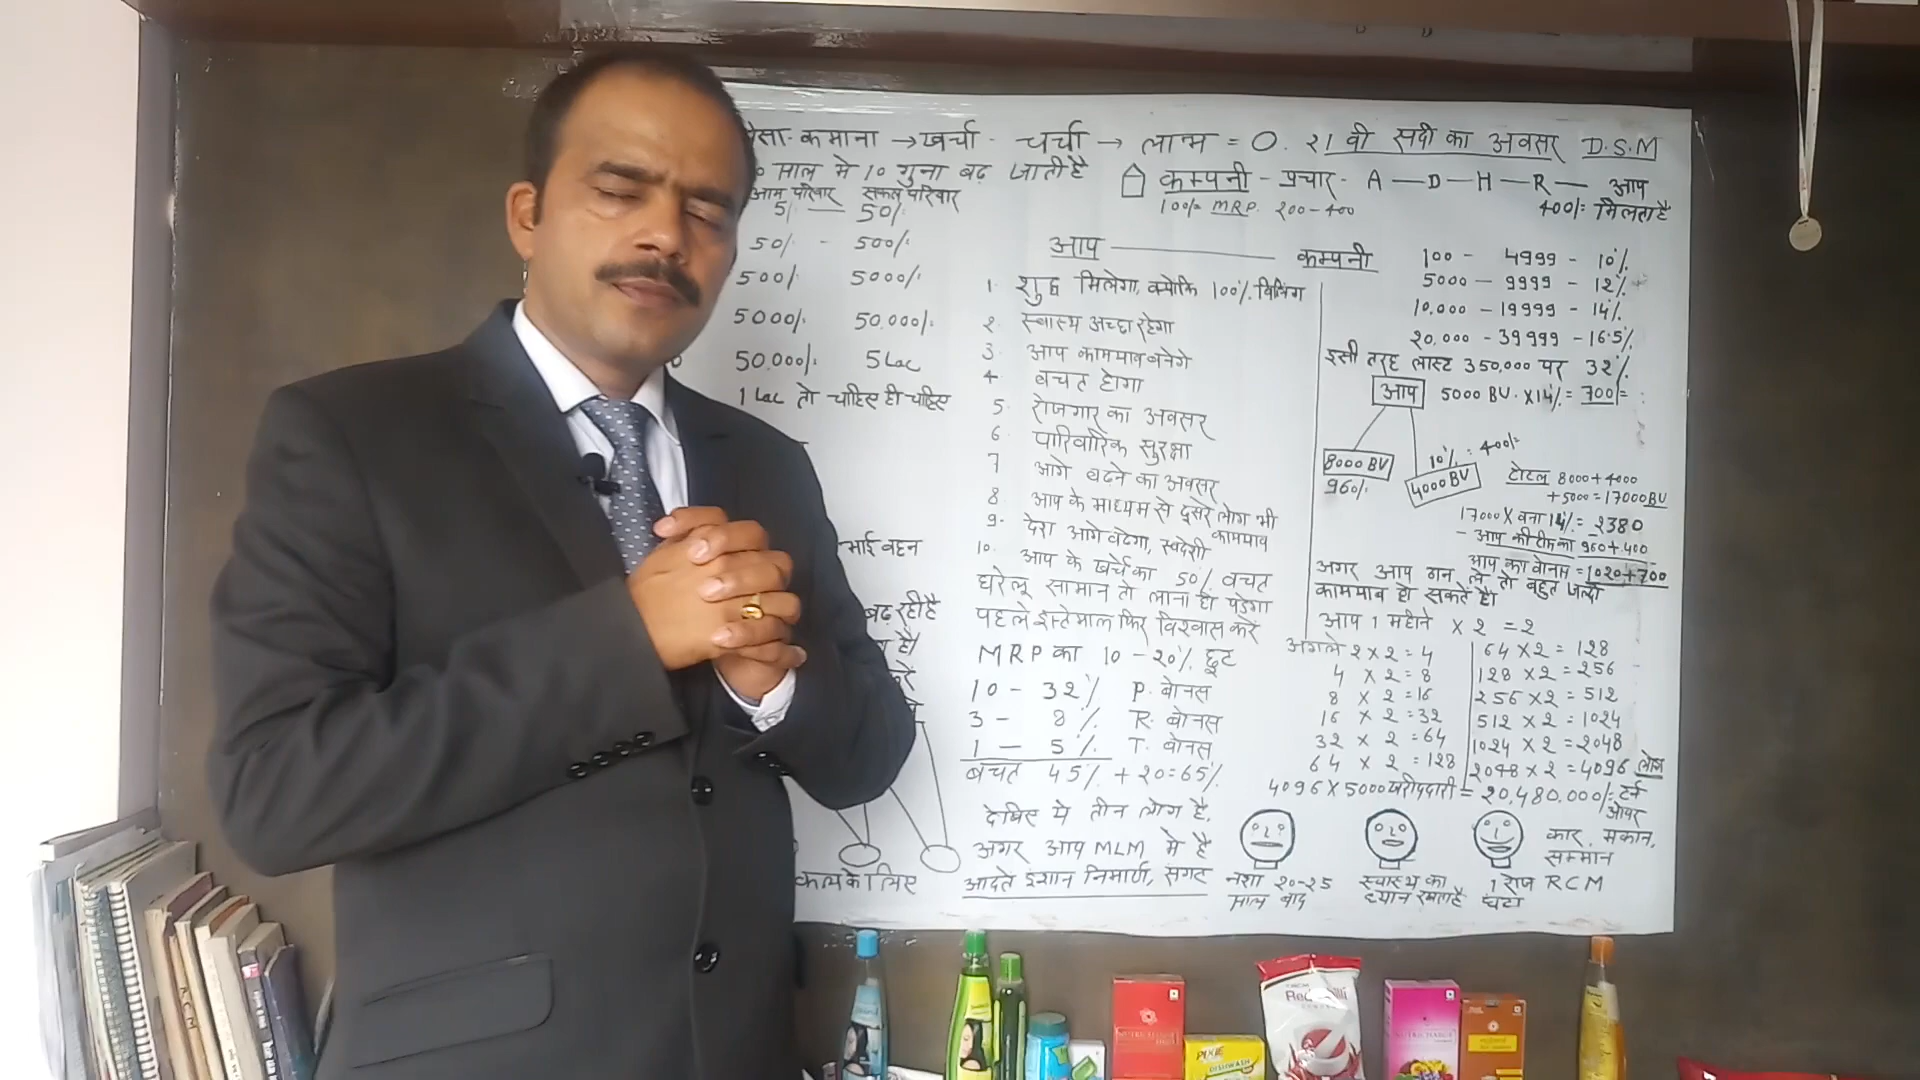 कमाना → खर्चा - चर्चा → लाभ = 0. 21 वी सदी का अवसर D.S.M
साल मे 10 गुना बढ़ जाती है
कम्पनी - प्रचार - A — D — H — R — आप
100/= MRP. 200-400
400/= मिलता है
आम परिवार सफल परिवार
5/- — 50/-
50/- - 500/-
500/- 5000/-
5000/- 50,000/-
50,000/- 5 Lac
1 Lac तो चाहिए ही चाहिए
भाई बहन
बढ़ रही है
कल के लिए
आप ——— कम्पनी
1. शुद्ध मिलेगा, क्योकि 100% बिलिंग
2. स्वास्थ अच्छा रहेगा
3. आप कामयाब बनेगे
4. बचत होगा
5. रोजगार का अवसर
6. पारिवारिक सुरक्षा
7. आगे बढने का अवसर
8. आप के माध्यम से दूसरे लोग भी कामयाब
9. देश आगे बढेगा, स्वदेशी
10. आप के खर्चे का 50% बचत
घरेलू सामान तो लाना ही पड़ेगा
पहले इस्तेमाल फिर विश्वास करें
MRP का 10 - 20% छूट
10 - 32% P. बोनस
3 - 8% R. बोनस
1 - 5% T. बोनस
बचत 45% + 20 = 65%
देखिए ये तीन लोग है.
अगर आप MLM मे है
आदते इंशान निर्माण, संगत
100 - 4999 - 10%
5000 - 9999 - 12%
10,000 - 19999 - 14%
20,000 - 39999 - 16.5%
इसी तरह लास्ट 350,000 पर 32%
आप 5000 BV. X 14% = 700/=
8000 BV
960/-
10% = 400/-
4000 BV
टोटल 8000 + 4000
+ 5000 = 17000 BV
17000 X बना 14% = 2380
- आप की टीम का 960 + 400
आप का बोनस = 1020 + 700
अगर आप ठान ले तो बहुत जल्दी
कामयाब हो सकते है।
आप 1 महीने X 2 = 2
अगले 2 X 2 = 4
4 X 2 = 8
8 X 2 = 16
16 X 2 = 32
32 X 2 = 64
64 X 2 = 128
64 X 2 = 128
128 X 2 = 256
256 X 2 = 512
512 X 2 = 1024
1024 X 2 = 2048
2048 X 2 = 4096 लोग
4096 X 5000 खरीददारी = 20,480,000/- टर्न ओवर
कार, मकान,
सम्मान
नशा 20-25
साल बाद
स्वास्थ का
ध्यान रखता है
1 रोज RCM
घंटा
RCM
NUTRICHARGE
PIXIE
DISHWASH
NUTRICHARGE